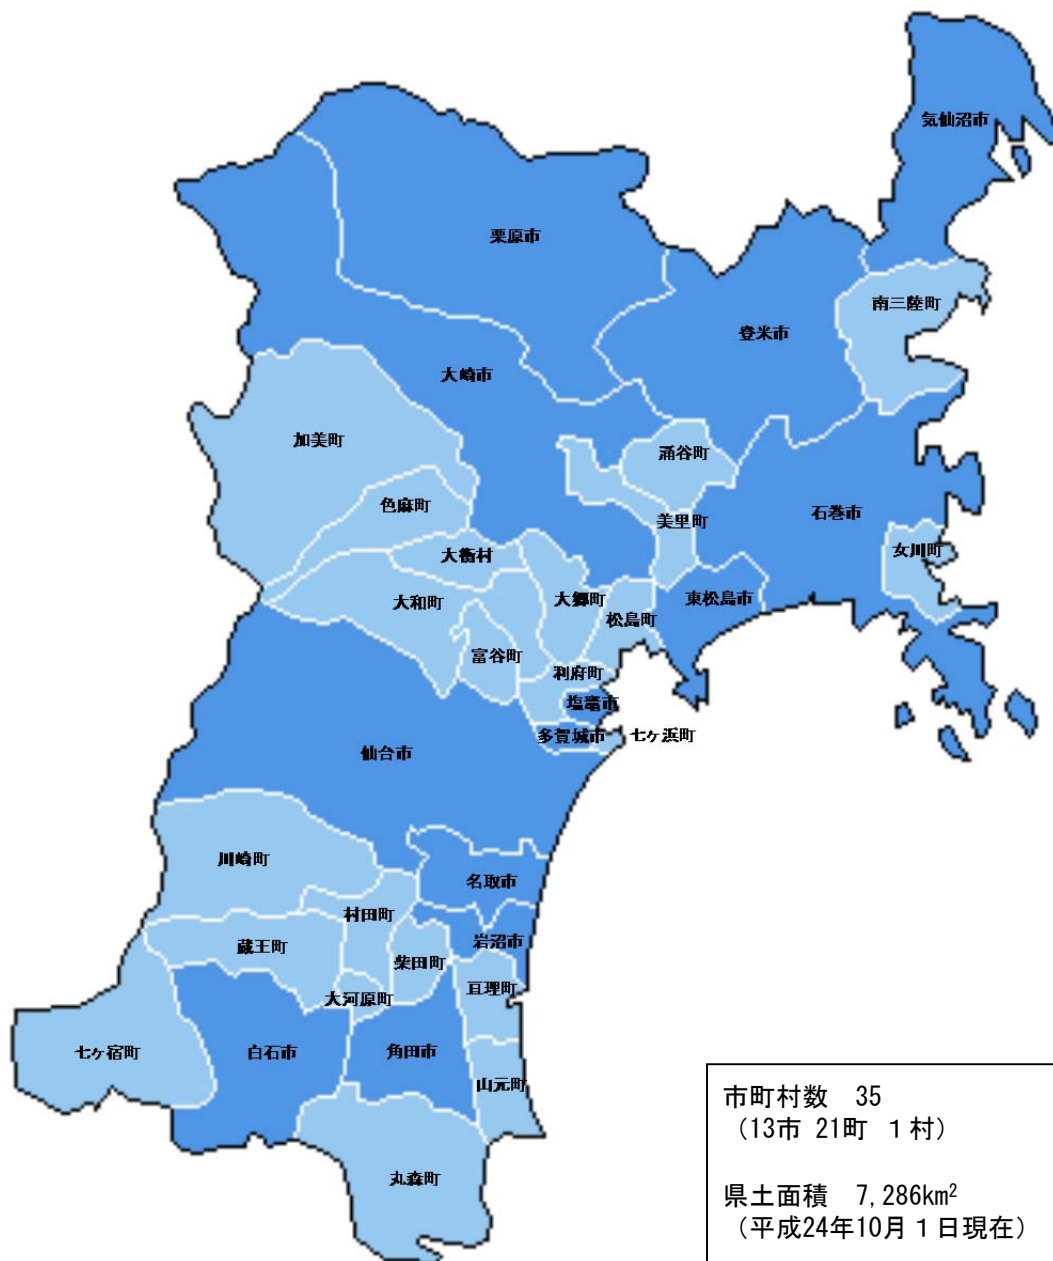 気仙沼市
栗原市
南三陸町
登米市
大崎市
加美町
涌谷町
色麻町
石巻市
美里町
女川町
大衡村
大和町
大郷町
東松島市
松島町
富谷町
利府町
塩竈市
多賀城市
七ヶ浜町
仙台市
川崎町
名取市
村田町
岩沼市
蔵王町
柴田町
亘理町
大河原町
七ヶ宿町
白石市
角田市
山元町
丸森町
市町村数 35
(13市 21町 1村)
県土面積 7,286km²
(平成24年10月1日現在)